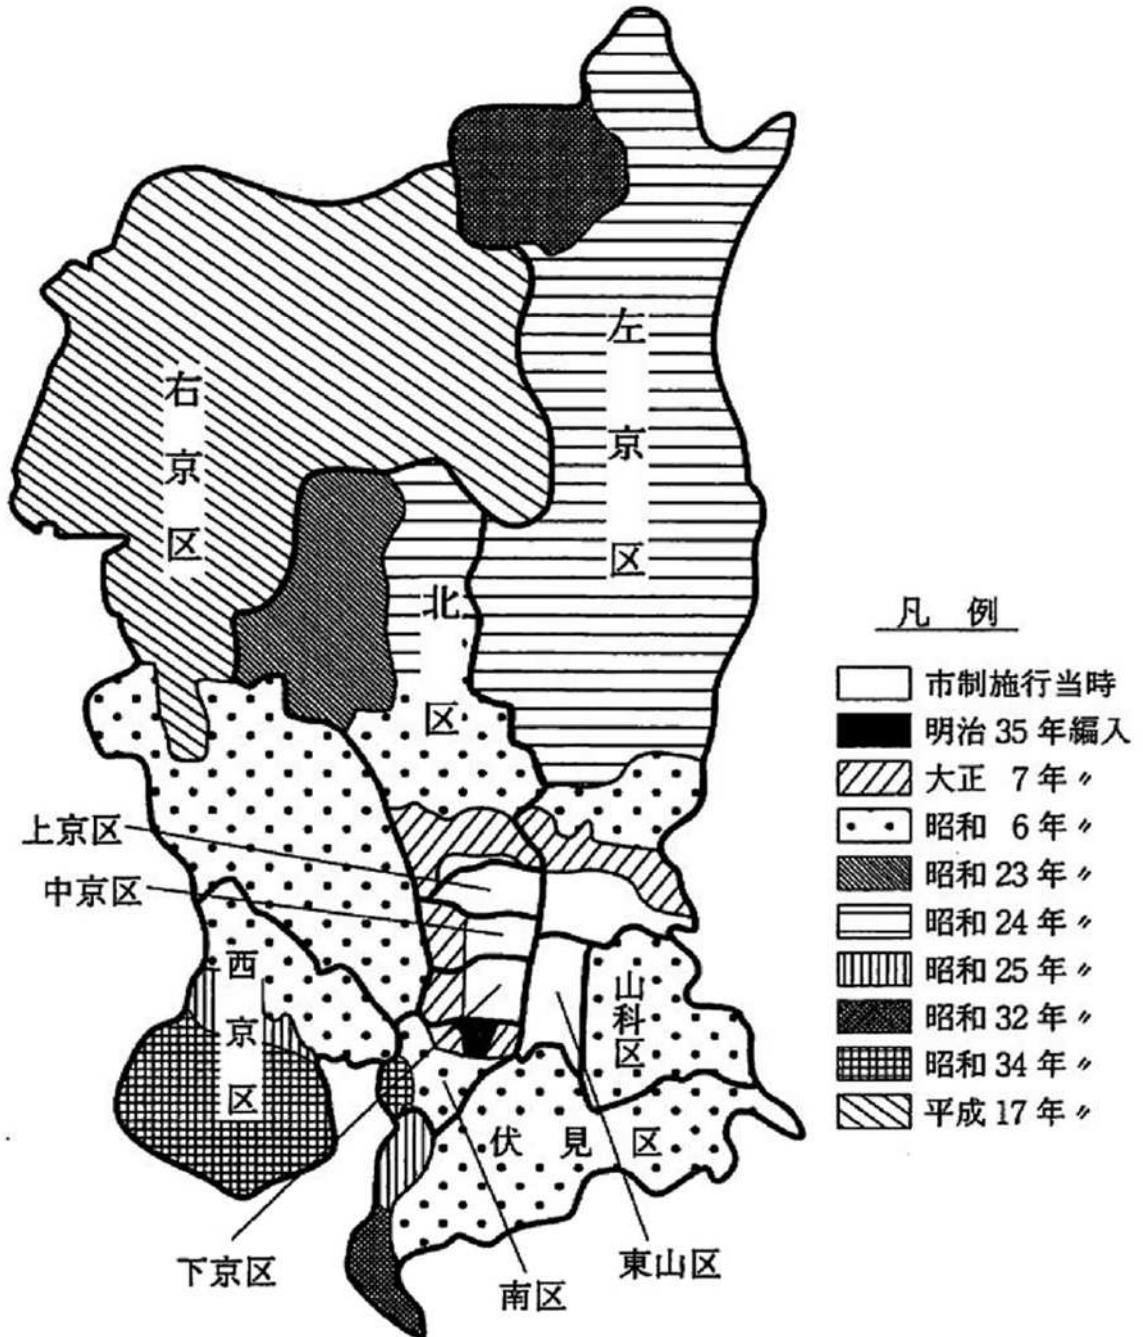 左京区
右京区
北区
上京区
中京区
西京区
山科区
伏見区
下京区
南区
東山区
凡 例
市制施行当時
明治 35 年編入
大正 7 年 〃
昭和 6 年 〃
昭和 23 年 〃
昭和 24 年 〃
昭和 25 年 〃
昭和 32 年 〃
昭和 34 年 〃
平成 17 年 〃